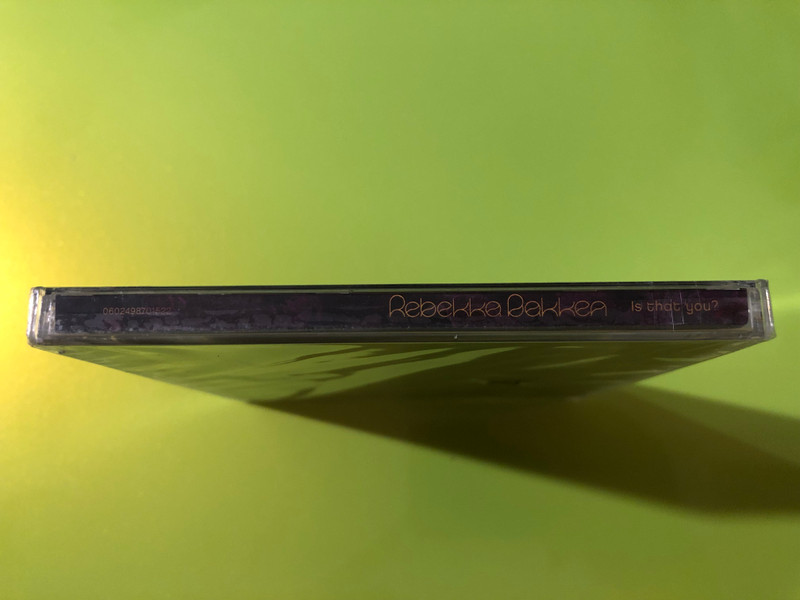 Rebekka Bakken Is that you?